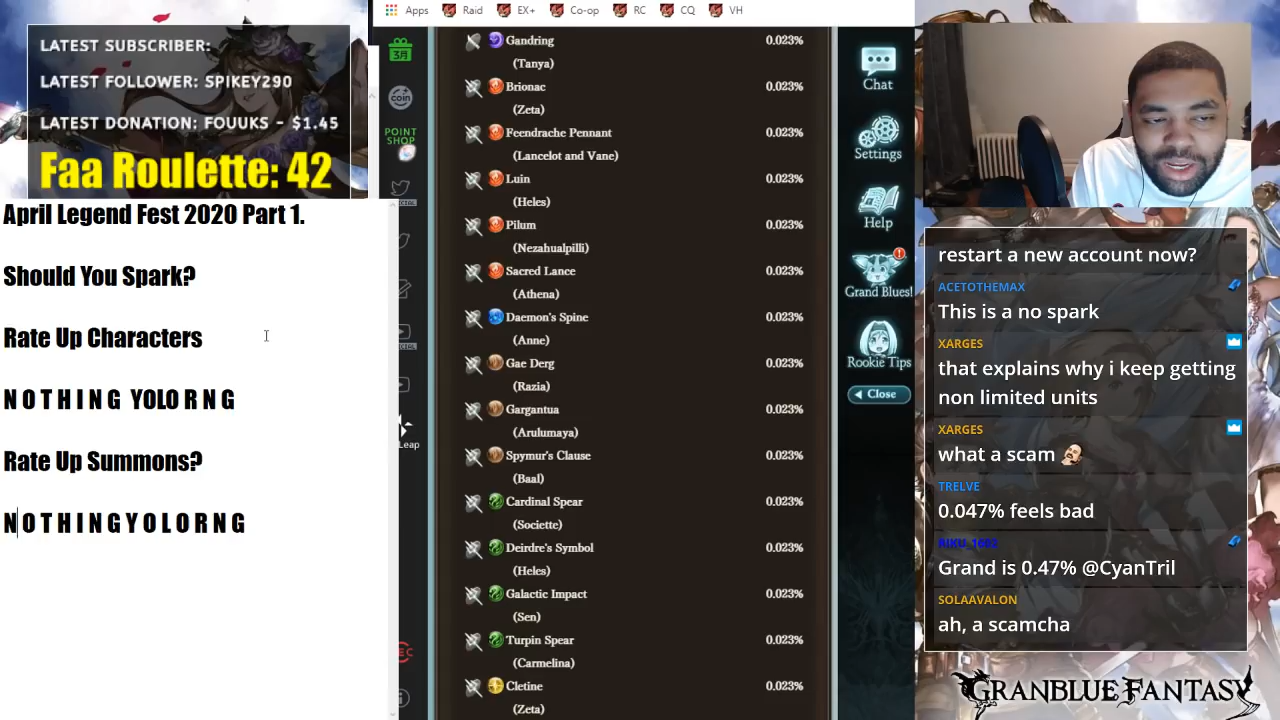 LATEST SUBSCRIBER:
LATEST FOLLOWER: SPIKEY290
LATEST DONATION: FOUUKS - $1.45
Faa Roulette: 42
April Legend Fest 2020 Part 1.
Should You Spark?
Rate Up Characters
N O T H I N G YOLO R N G
Rate Up Summons?
N O T H I N G Y O L O R N G
Apps
Raid
EX+
Co-op
RC
CQ
VH
3月
coin
POINT
SHOP
Leap
Gandring 0.023%
(Tanya)
Brionac 0.023%
(Zeta)
Feendrache Pennant 0.023%
(Lancelot and Vane)
Luin 0.023%
(Heles)
Pilum 0.023%
(Nezahualpilli)
Sacred Lance 0.023%
(Athena)
Daemon's Spine 0.023%
(Anne)
Gae Derg 0.023%
(Razia)
Gargantua 0.023%
(Arulumaya)
Spymur's Clause 0.023%
(Baal)
Cardinal Spear 0.023%
(Societte)
Deirdre's Symbol 0.023%
(Heles)
Galactic Impact 0.023%
(Sen)
Turpin Spear 0.023%
(Carmelina)
Cletine 0.023%
(Zeta)
Chat
Settings
Help
Grand Blues!
Rookie Tips
Close
restart a new account now?
ACETOTHEMAX
This is a no spark
XARGES
that explains why i keep getting
non limited units
XARGES
what a scam
TRELVE
0.047% feels bad
Grand is 0.47% @CyanTril
SOLAAVALON
ah, a scamcha
GRANBLUE FANTASY